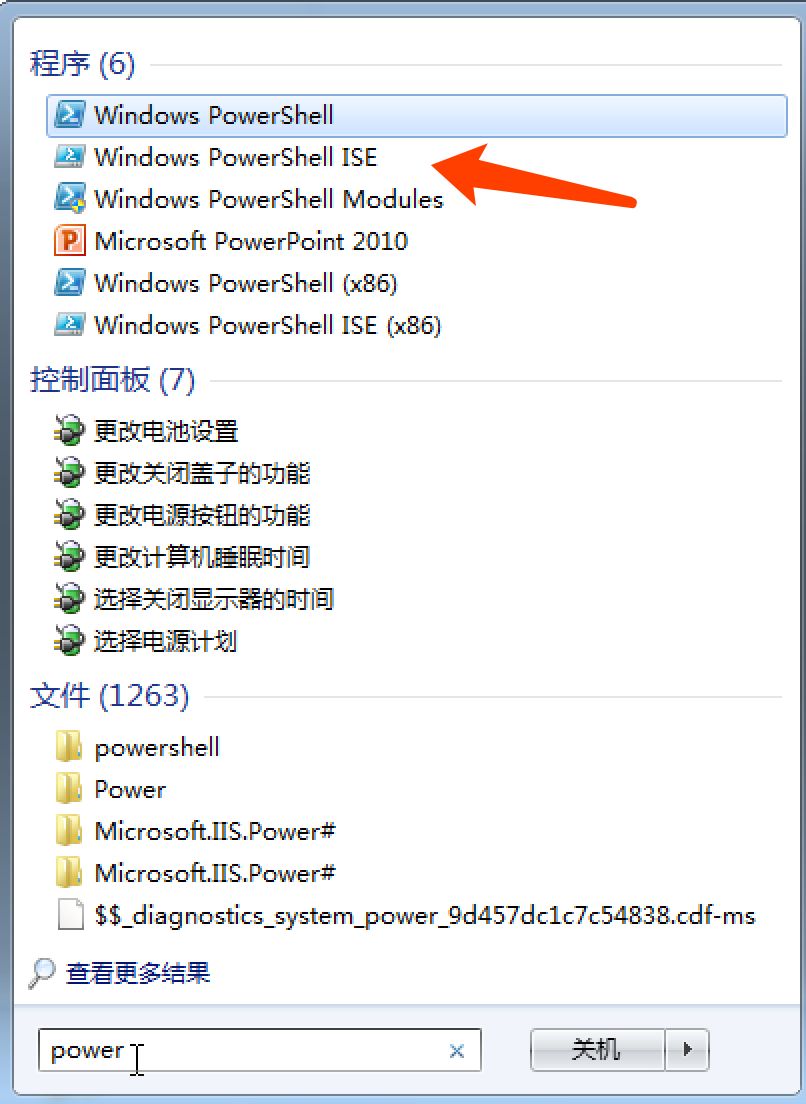 程序 (6)
Windows PowerShell
Windows PowerShell ISE
Windows PowerShell Modules
Microsoft PowerPoint 2010
Windows PowerShell (x86)
Windows PowerShell ISE (x86)
控制面板 (7)
更改电池设置
更改关闭盖子的功能
更改电源按钮的功能
更改计算机睡眠时间
选择关闭显示器的时间
选择电源计划
文件 (1263)
powershell
Power
Microsoft.IIS.Power#
Microsoft.IIS.Power#
$$_diagnostics_system_power_9d457dc1c7c54838.cdf-ms
查看更多结果
power 关机